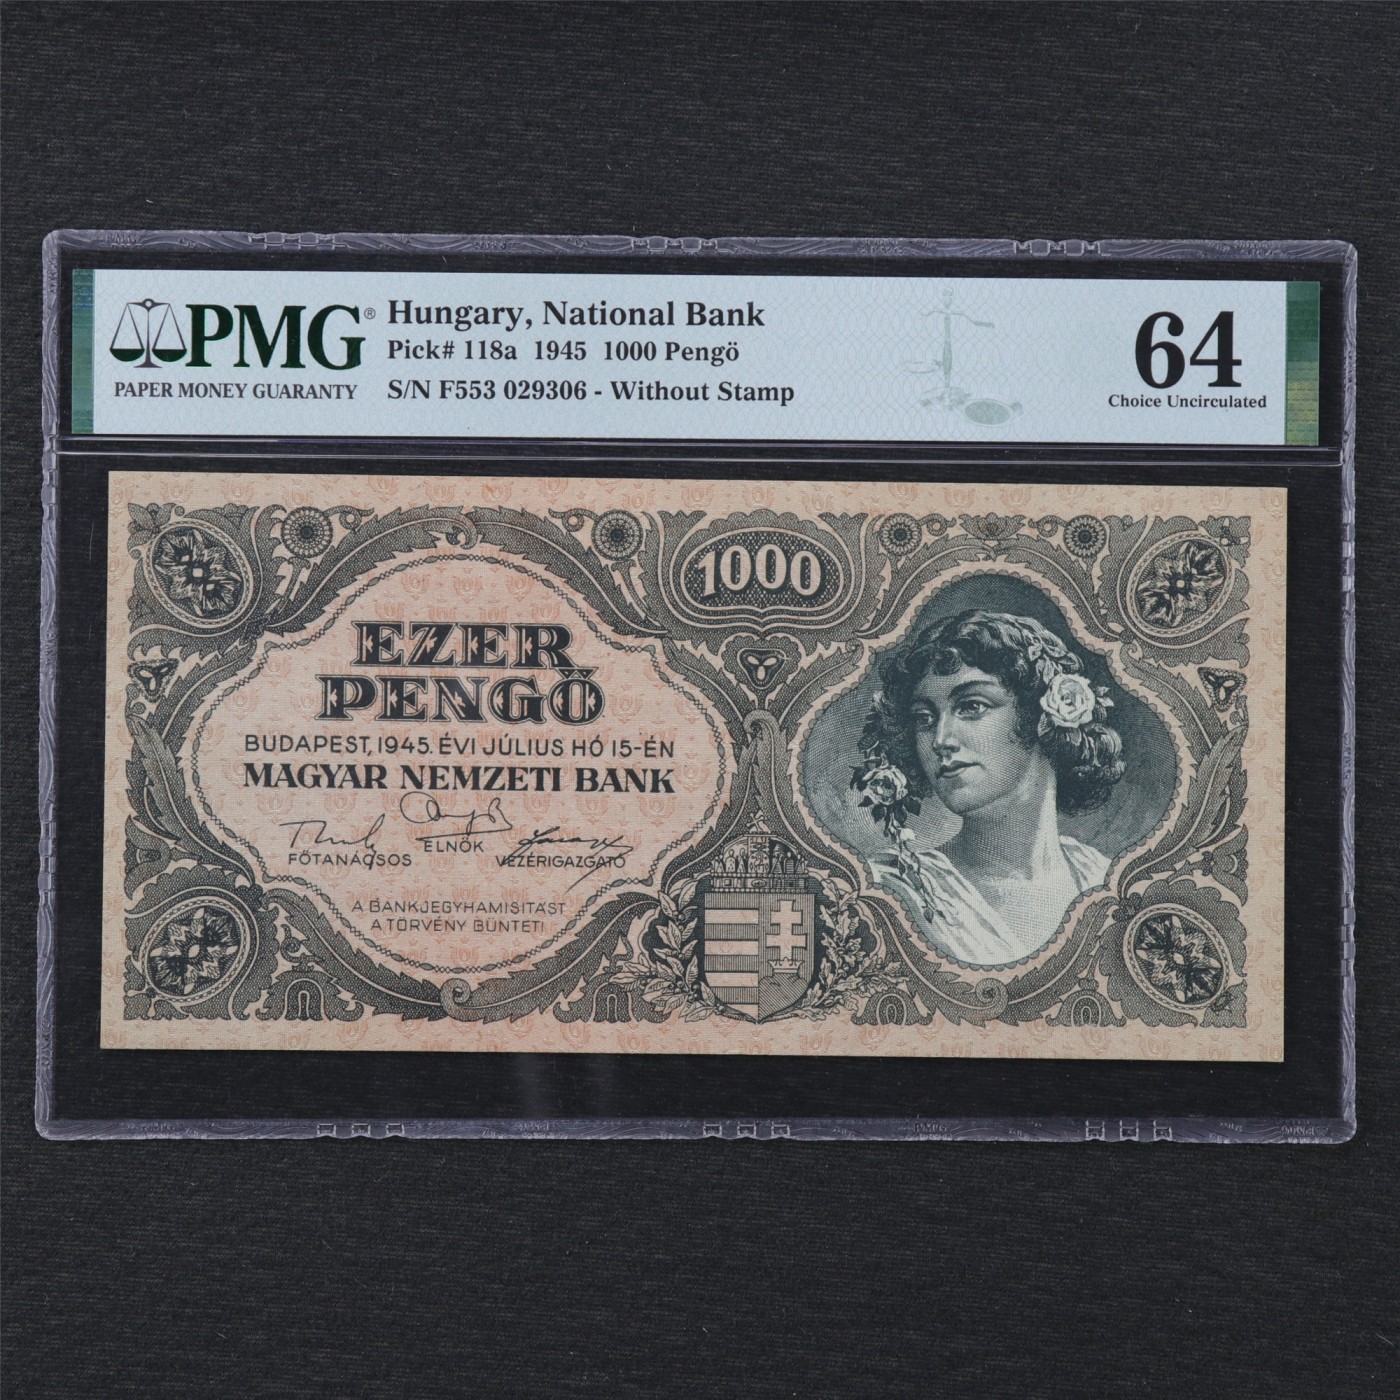 PMG®
PAPER MONEY GUARANTY
Hungary, National Bank
Pick# 118a 1945 1000 Pengö
S/N F553 029306 - Without Stamp
64
Choice Uncirculated
1000
EZER
PENGŐ
BUDAPEST, 1945. ÉVI JÚLIUS HÓ 15-ÉN
MAGYAR NEMZETI BANK
ELNÖK
FŐTANÁCSOS VEZÉRIGAZGATÓ
A BANKJEGYHAMISÍTÁST
A TÖRVÉNY BÜNTETI